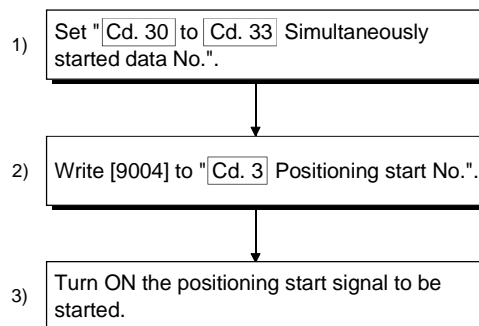 1)
Set "Cd. 30 to Cd. 33 Simultaneously
started data No.".
2)
Write [9004] to "Cd. 3 Positioning start No.".
3)
Turn ON the positioning start signal to be
started.